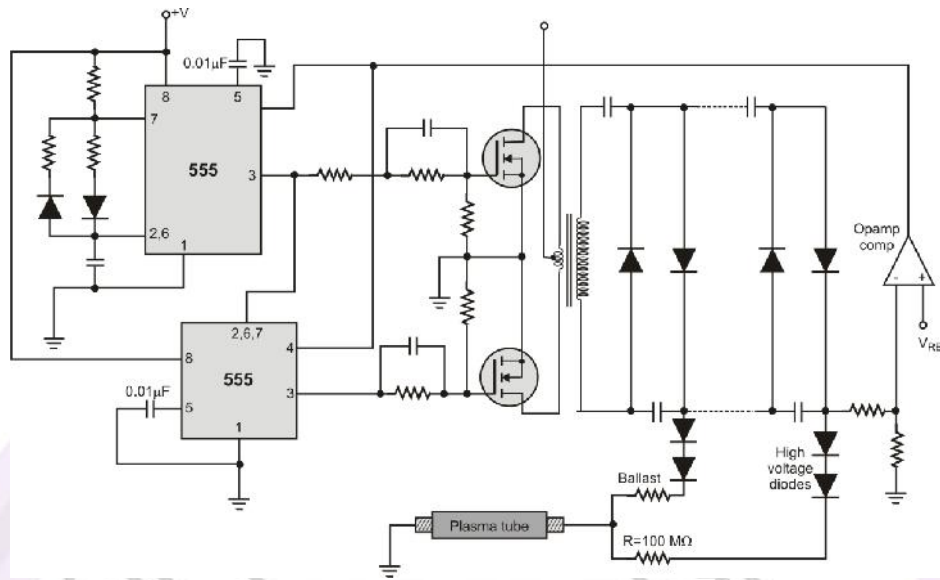 +V
0.01μF
8
5
7
555
3
2,6
1
2,6,7
8
4
555
0.01μF
5
3
1
Opamp
comp
-
+
High
voltage
diodes
Ballast
Plasma tube
R=100 MΩ